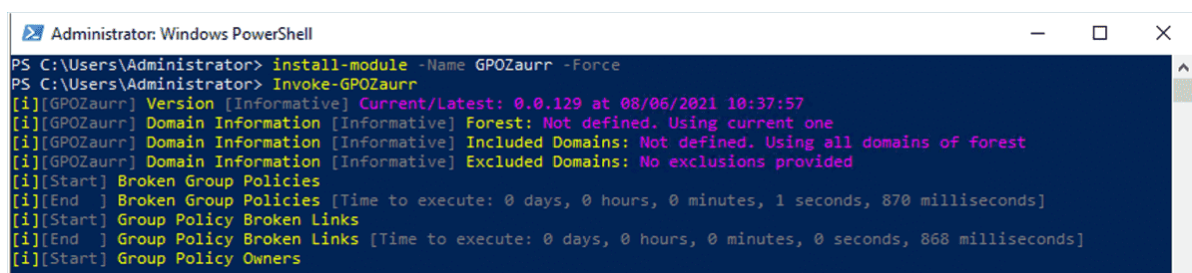 Administrator: Windows PowerShell
PS C:\Users\Administrator> install-module -Name GPOZaurr -Force
PS C:\Users\Administrator> Invoke-GPOZaurr
[i][GPOZaurr] Version [Informative] Current/Latest: 0.0.129 at 08/06/2021 10:37:57
[i][GPOZaurr] Domain Information [Informative] Forest: Not defined. Using current one
[i][GPOZaurr] Domain Information [Informative] Included Domains: Not defined. Using all domains of forest
[i][GPOZaurr] Domain Information [Informative] Excluded Domains: No exclusions provided
[i][Start] Broken Group Policies
[i][End  ] Broken Group Policies [Time to execute: 0 days, 0 hours, 0 minutes, 1 seconds, 870 milliseconds]
[i][Start] Group Policy Broken Links
[i][End  ] Group Policy Broken Links [Time to execute: 0 days, 0 hours, 0 minutes, 0 seconds, 868 milliseconds]
[i][Start] Group Policy Owners